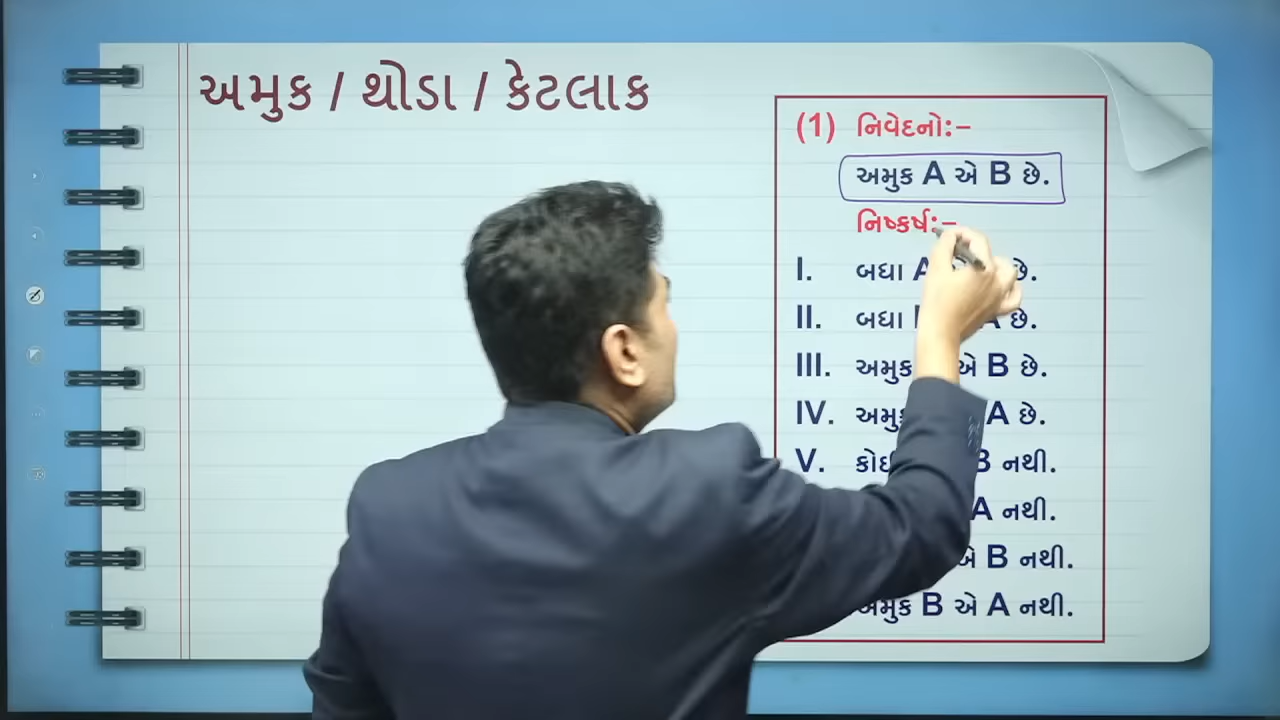 અમુક / થોડા / કેટલાક
(1) નિવેદનો:–
અમુક A એ B છે.
નિષ્કર્ષ:–
I. બધા A છે.
II. બધા A છે.
III. અમુક એ B છે.
IV. A છે.
V. B નથી.
A નથી.
એ B નથી.
અમુક B એ A નથી.